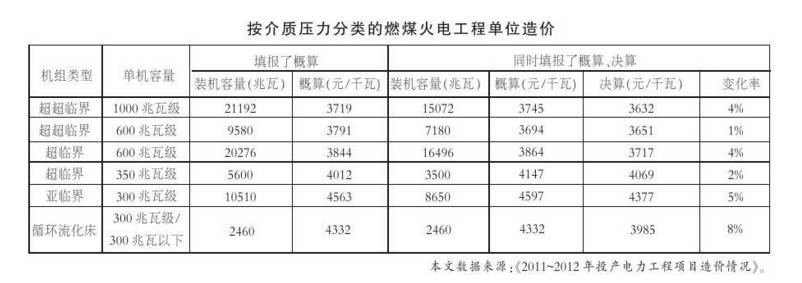 按介质压力分类的燃煤火电工程单位造价
机组类型 单机容量 填报了概算 同时填报了概算、决算
装机容量(兆瓦) 概算(元/千瓦) 装机容量(兆瓦) 概算(元/千瓦) 决算(元/千瓦) 变化率
超超临界 1000 兆瓦级 21192 3719 15072 3745 3632 4%
超超临界 600 兆瓦级 9580 3791 7180 3694 3651 1%
超临界 600 兆瓦级 20276 3844 16496 3864 3717 4%
超临界 350 兆瓦级 5600 4012 3500 4147 4069 2%
亚临界 300 兆瓦级 10510 4563 8650 4597 4377 5%
循环流化床 300 兆瓦级/ 2460 4332 2460 4332 3985 8%
300 兆瓦以下
本文数据来源:《2011~2012 年投产电力工程项目造价情况》。